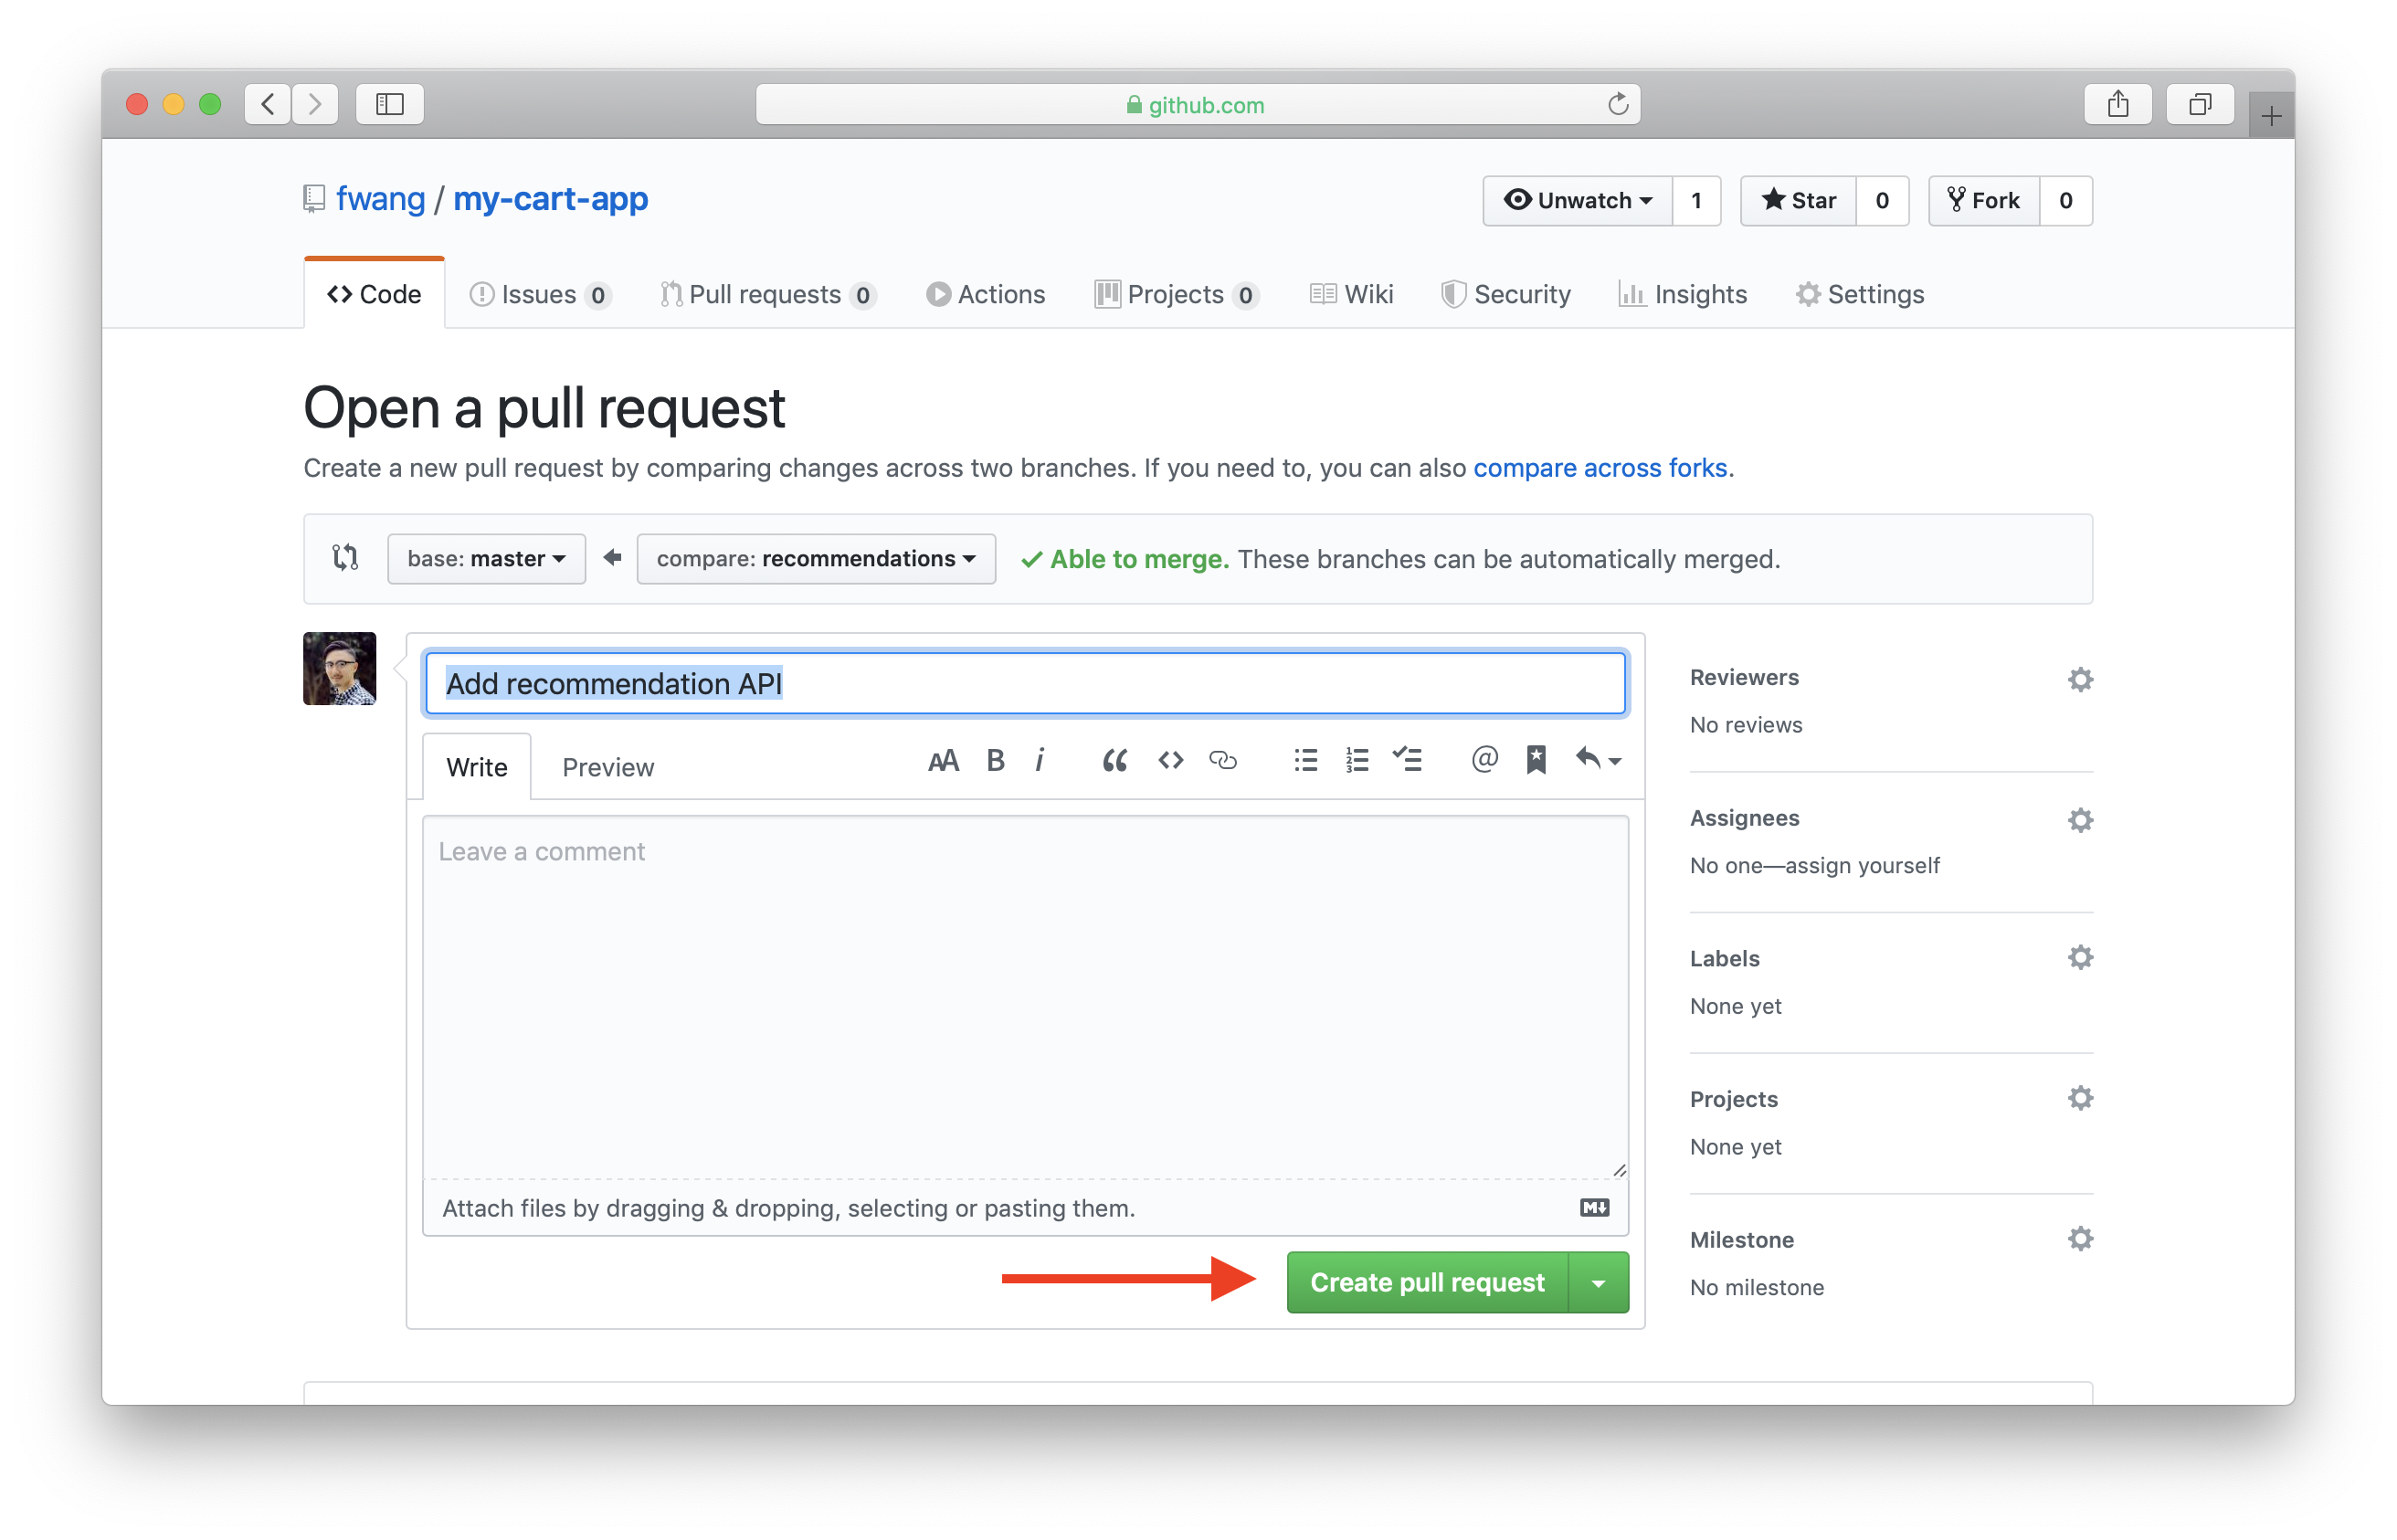 github.com
fwang / my-cart-app
Unwatch 1 Star 0 Fork 0
Code Issues 0 Pull requests 0 Actions Projects 0 Wiki Security Insights Settings
Open a pull request
Create a new pull request by comparing changes across two branches. If you need to, you can also compare across forks.
base: master compare: recommendations Able to merge. These branches can be automatically merged.
Add recommendation API
Write Preview AA B i
Leave a comment
Attach files by dragging & dropping, selecting or pasting them.
Create pull request
Reviewers
No reviews
Assignees
No one—assign yourself
Labels
None yet
Projects
None yet
Milestone
No milestone